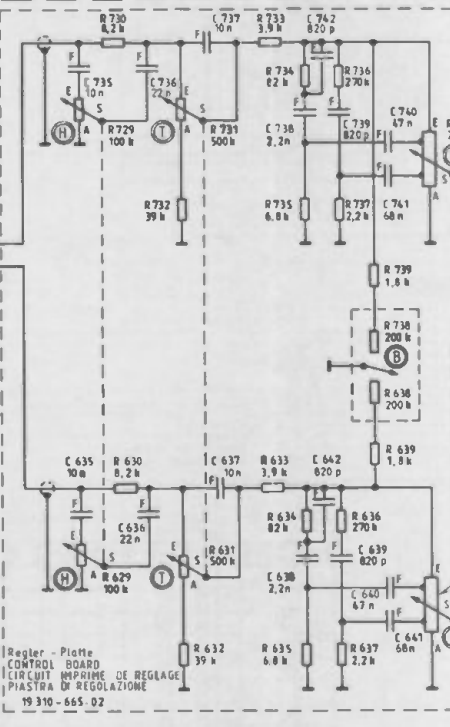 R 730
8,2 k
C 737
10 n
R 733
3,9 k
C 742
820 p
F
F
F
F
C 735
10 n
C 736
22 n
R 734
82 k
R 736
270 k
E
S
A
H
R 729
100 k
E
S
A
T
R 731
500 k
F
C 738
2,2 n
F
C 739
820 p
C 740
47 n
F
F
C 741
68 n
E
S
A
R 732
39 k
R 735
6,8 k
R 737
2,2 k
R 739
1,8 k
R 738
200 k
B
R 638
200 k
R 639
1,8 k
C 635
10 n
R 630
8,2 k
C 637
10 n
R 633
3,9 k
C 642
820 p
F
F
F
F
C 636
22 n
R 634
82 k
R 636
270 k
E
S
A
H
R 629
100 k
E
S
A
T
R 631
500 k
F
C 638
2,2 n
F
C 639
820 p
C 640
47 n
F
F
C 641
68 n
E
S
A
R 632
39 k
R 635
6,8 k
R 637
2,2 k
Regler - Platte
CONTROL BOARD
CIRCUIT IMPRIME DE REGLAGE
PIASTRA DI REGOLAZIONE
19 310 - 665 - 02